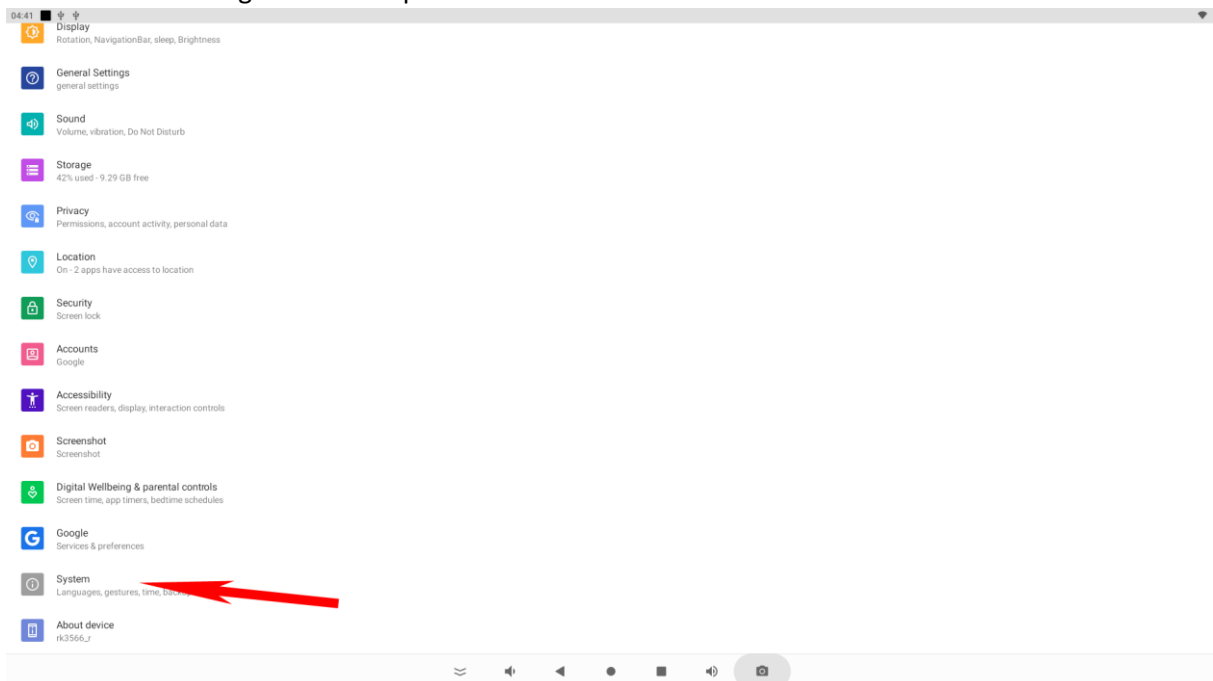 04:41
Display
Rotation, NavigationBar, sleep, Brightness
General Settings
general settings
Sound
Volume, vibration, Do Not Disturb
Storage
42% used - 9.29 GB free
Privacy
Permissions, account activity, personal data
Location
On - 2 apps have access to location
Security
Screen lock
Accounts
Google
Accessibility
Screen readers, display, interaction controls
Screenshot
Screenshot
Digital Wellbeing & parental controls
Screen time, app timers, bedtime schedules
Google
Services & preferences
System
Languages, gestures, time,
About device
rk3566_r